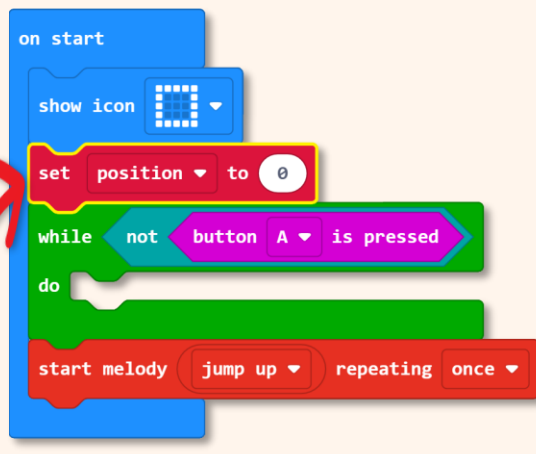 on start
show icon
set position to 0
while not button A is pressed
do
start melody jump up repeating once